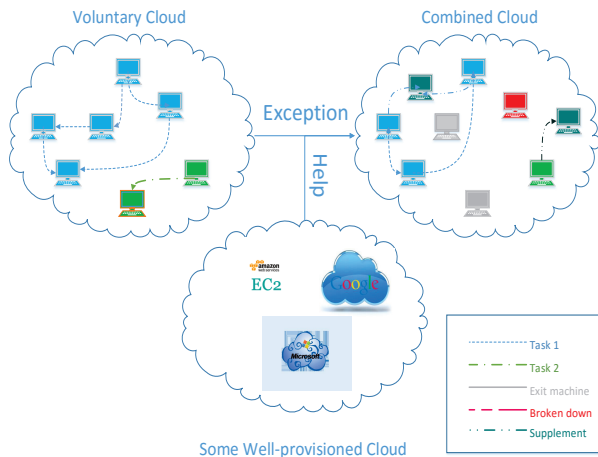 Voluntary Cloud
Combined Cloud
Exception
Help
amazon
web services
EC2
Google
Microsoft
Task 1
Task 2
Exit machine
Broken down
Supplement
Some Well-provisioned Cloud